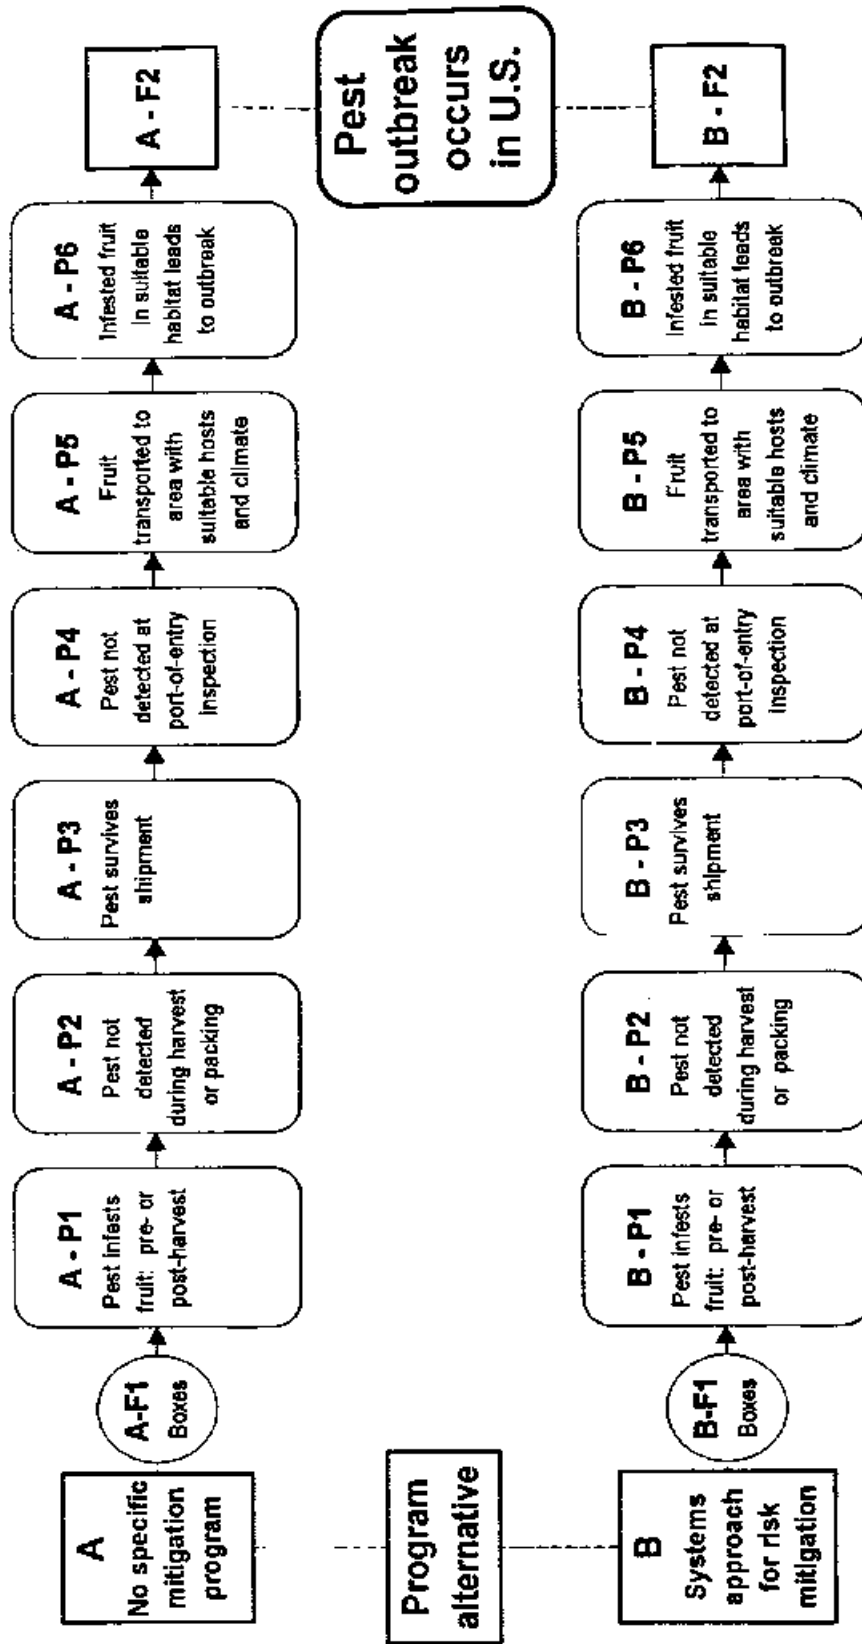 A
No specific
mitigation
program
A-F1
Boxes
A - P1
Pest infests
fruit: pre- or
post-harvest
A - P2
Pest not
detected
during harvest
or packing
A - P3
Pest survives
shipment
A - P4
Pest not
detected at
port-of-entry
inspection
A - P5
Fruit
transported to
area with
suitable hosts
and climate
A - P6
Infested fruit
in suitable
habitat leads
to outbreak
A - F2
Program
alternative
Pest
outbreak
occurs
in U.S.
B
Systems
approach
for risk
mitigation
B-F1
Boxes
B - P1
Pest infests
fruit: pre- or
post-harvest
B - P2
Pest not
detected
during harvest
or packing
B - P3
Pest survives
shipment
B - P4
Pest not
detected at
port-of-entry
inspection
B - P5
Fruit
transported to
area with
suitable hosts
and climate
B - P6
Infested fruit
in suitable
habitat leads
to outbreak
B - F2